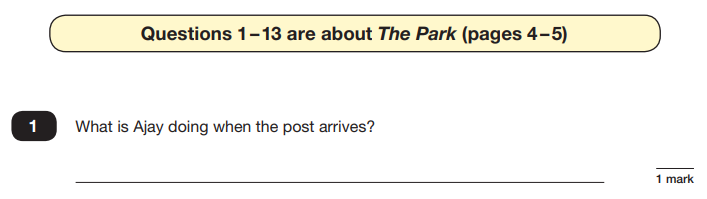 Questions 1–13 are about The Park (pages 4–5)
1 What is Ajay doing when the post arrives?
1 mark